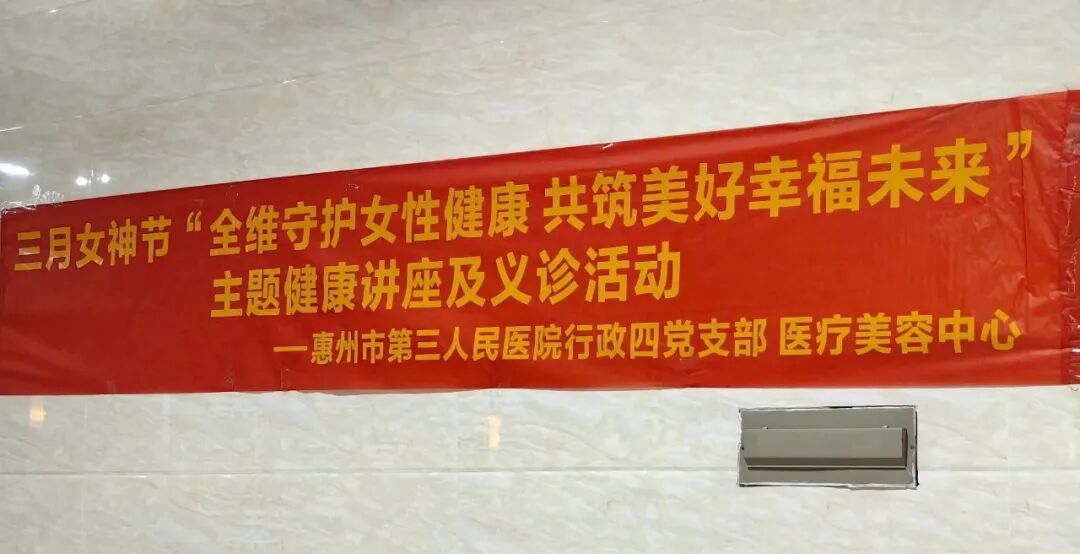 三月女神节“全维守护女性健康 共筑美好幸福未来”
主题健康讲座及义诊活动
—惠州市第三人民医院行政四党支部 医疗美容中心